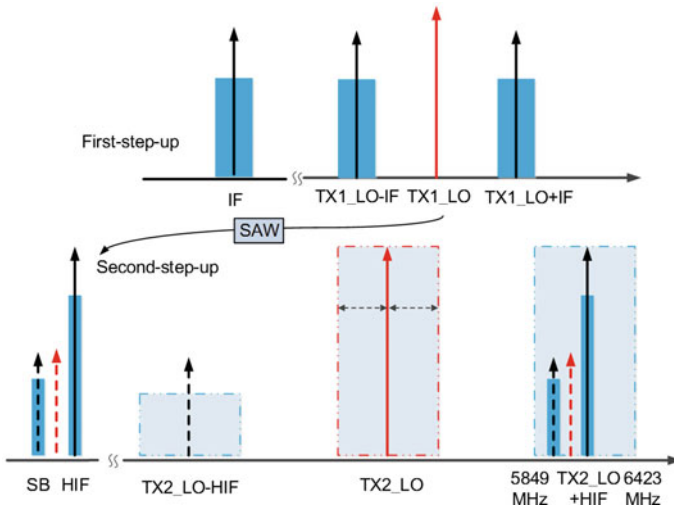 First-step-up
IF
TX1_LO-IF
TX1_LO
TX1_LO+IF
SAW
Second-step-up
SB
HIF
TX2_LO-HIF
TX2_LO
5849
MHz
TX2_LO
+HIF
6423
MHz